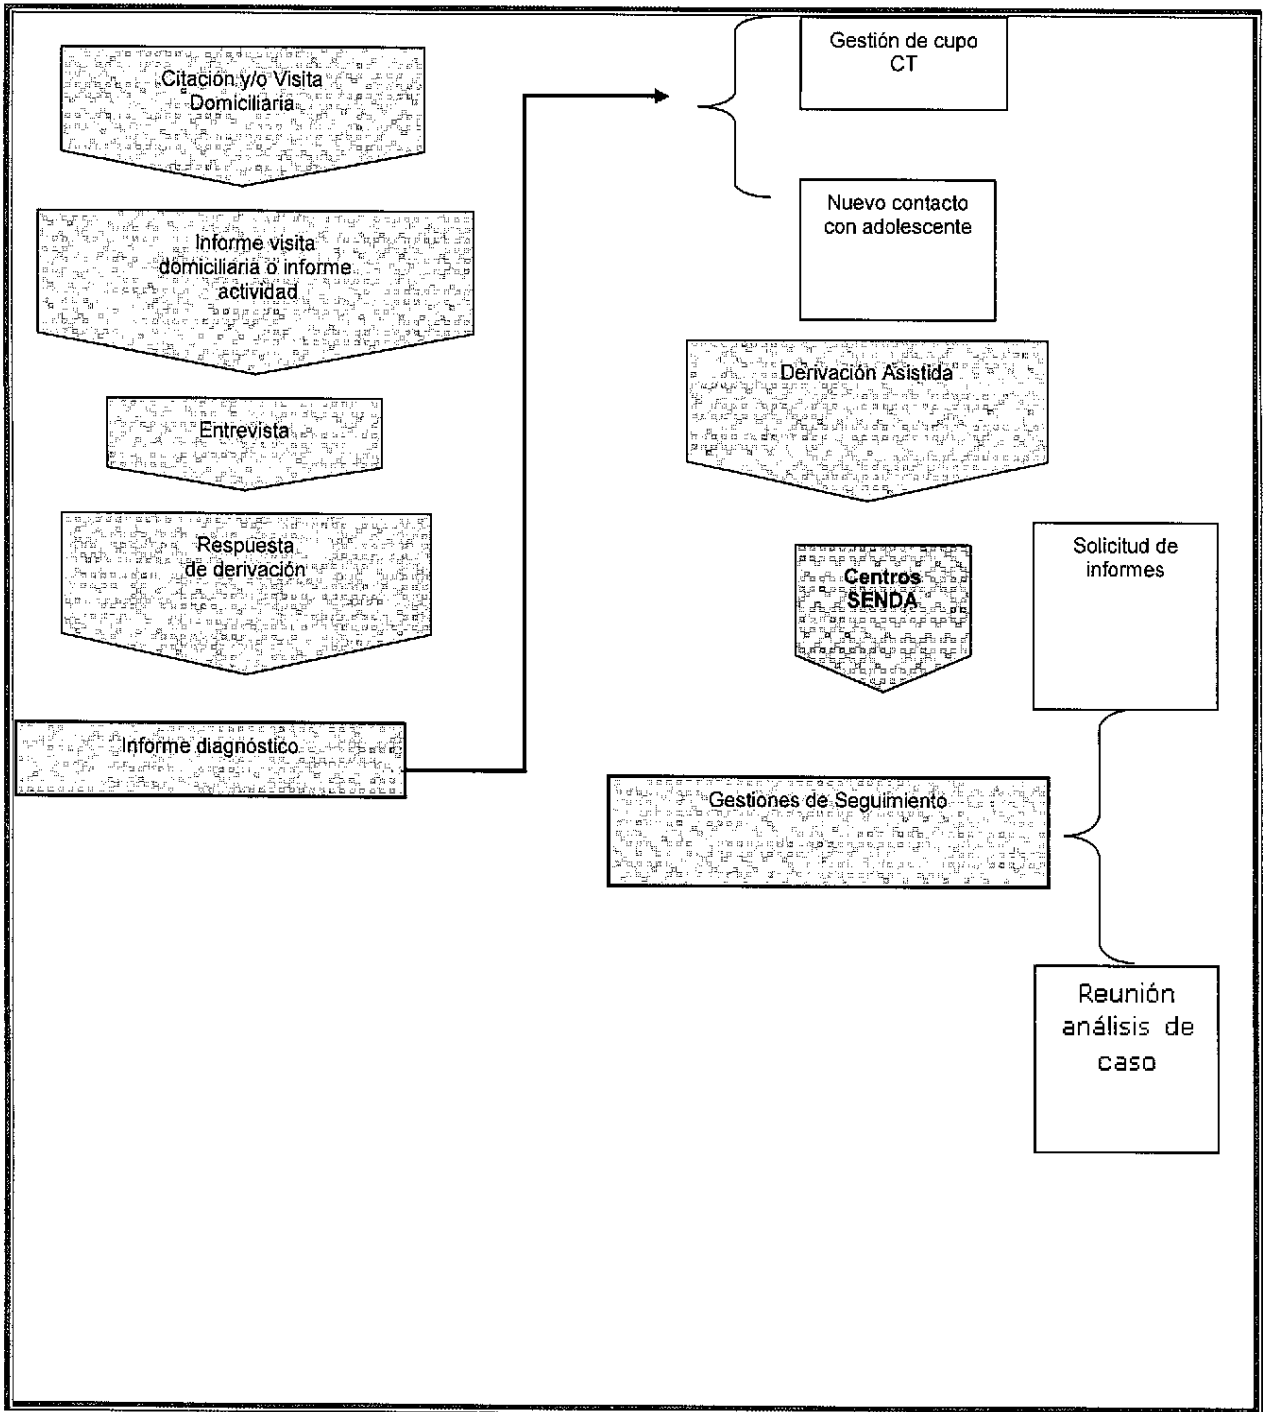 Citación y/o Visita
Domiciliaria
Informe visita
domiciliaria o informe
actividad
Entrevista
Respuesta
de derivación
Informe diagnóstico
Gestión de cupo
CT
Nuevo contacto
con adolescente
Derivación Asistida
Centros
SENDA
Solicitud de
informes
Gestiones de Seguimiento
Reunión
análisis de
caso